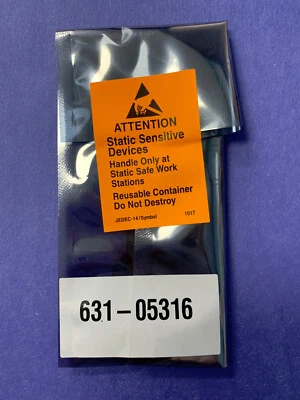 ATTENTION
Static Sensitive
Devices
Handle Only at
Static Safe Work
Stations
Reusable Container
Do Not Destroy
JEDEC-14/Symbol 1017
631-05316